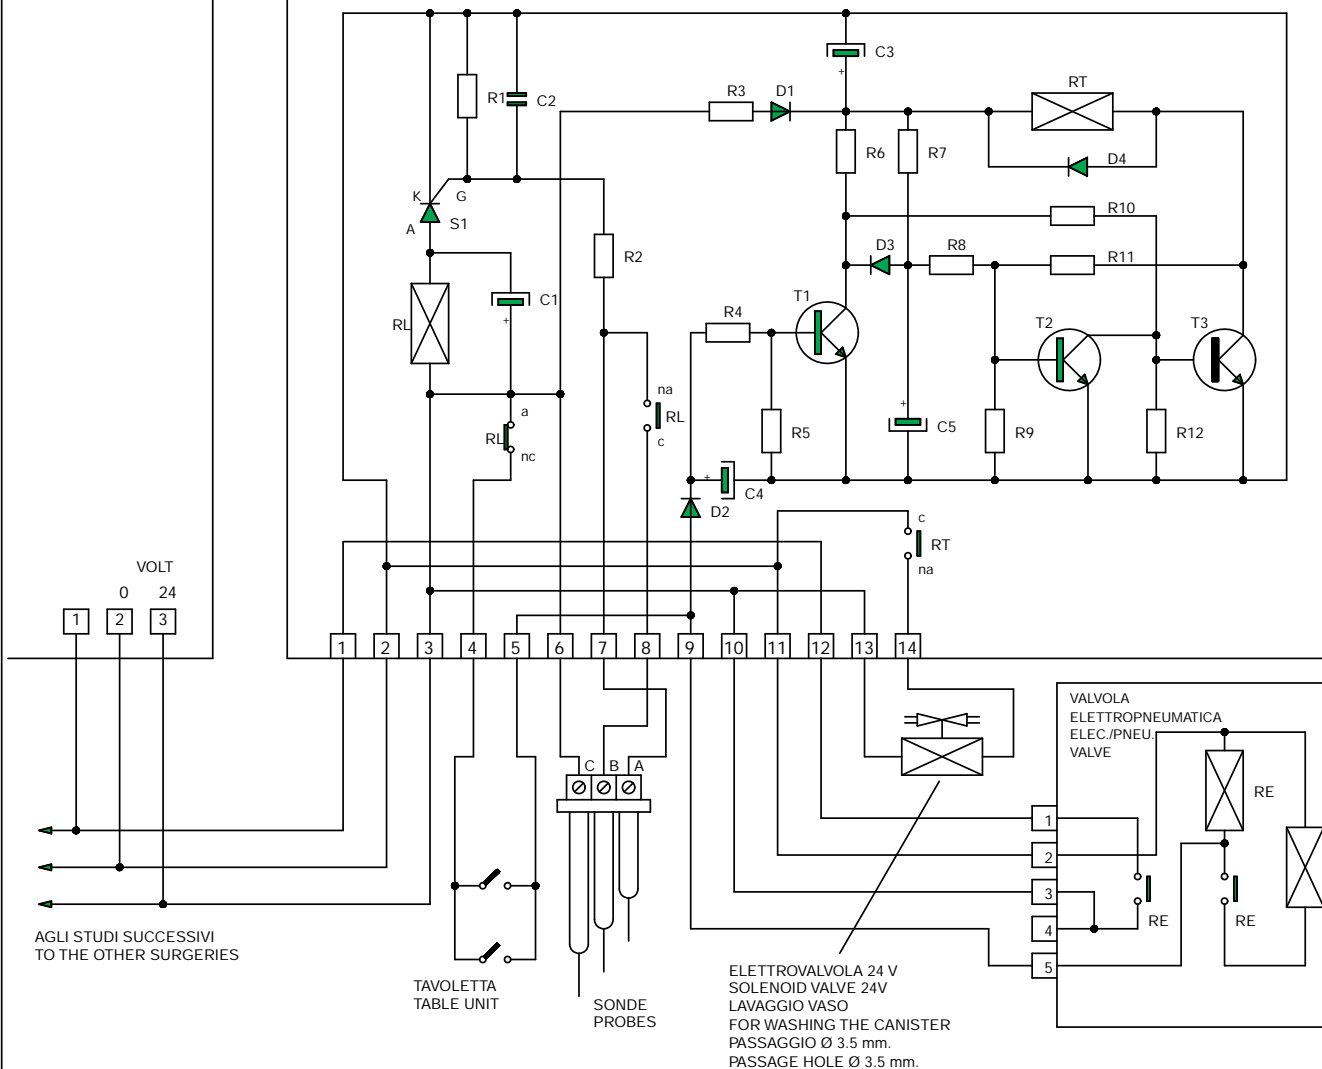 C3
+
R3 D1 RT
R1 C2
R6 R7 D4
K G
A S1
R10
R2 D3 R8 R11
C1
+
RL
R4 T1 T2 T3
na
RL
c
a
RL
nc
R5
+
C5
R9
R12
+
C4
D2
c
RT
na
VOLT
0 24
1 2 3
1 2 3 4 5 6 7 8 9 10 11 12 13 14
VALVOLA
ELETTROPNEUMATICA
ELEC./PNEU.
VALVE
C B A
RE
1
2
3
4
5
RE RE
AGLI STUDI SUCCESSIVI
TO THE OTHER SURGERIES
TAVOLETTA
TABLE UNIT
SONDE
PROBES
ELETTROVALVOLA 24 V
SOLENOID VALVE 24V
LAVAGGIO VASO
FOR WASHING THE CANISTER
PASSAGGIO Ø 3.5 mm.
PASSAGE HOLE Ø 3.5 mm.